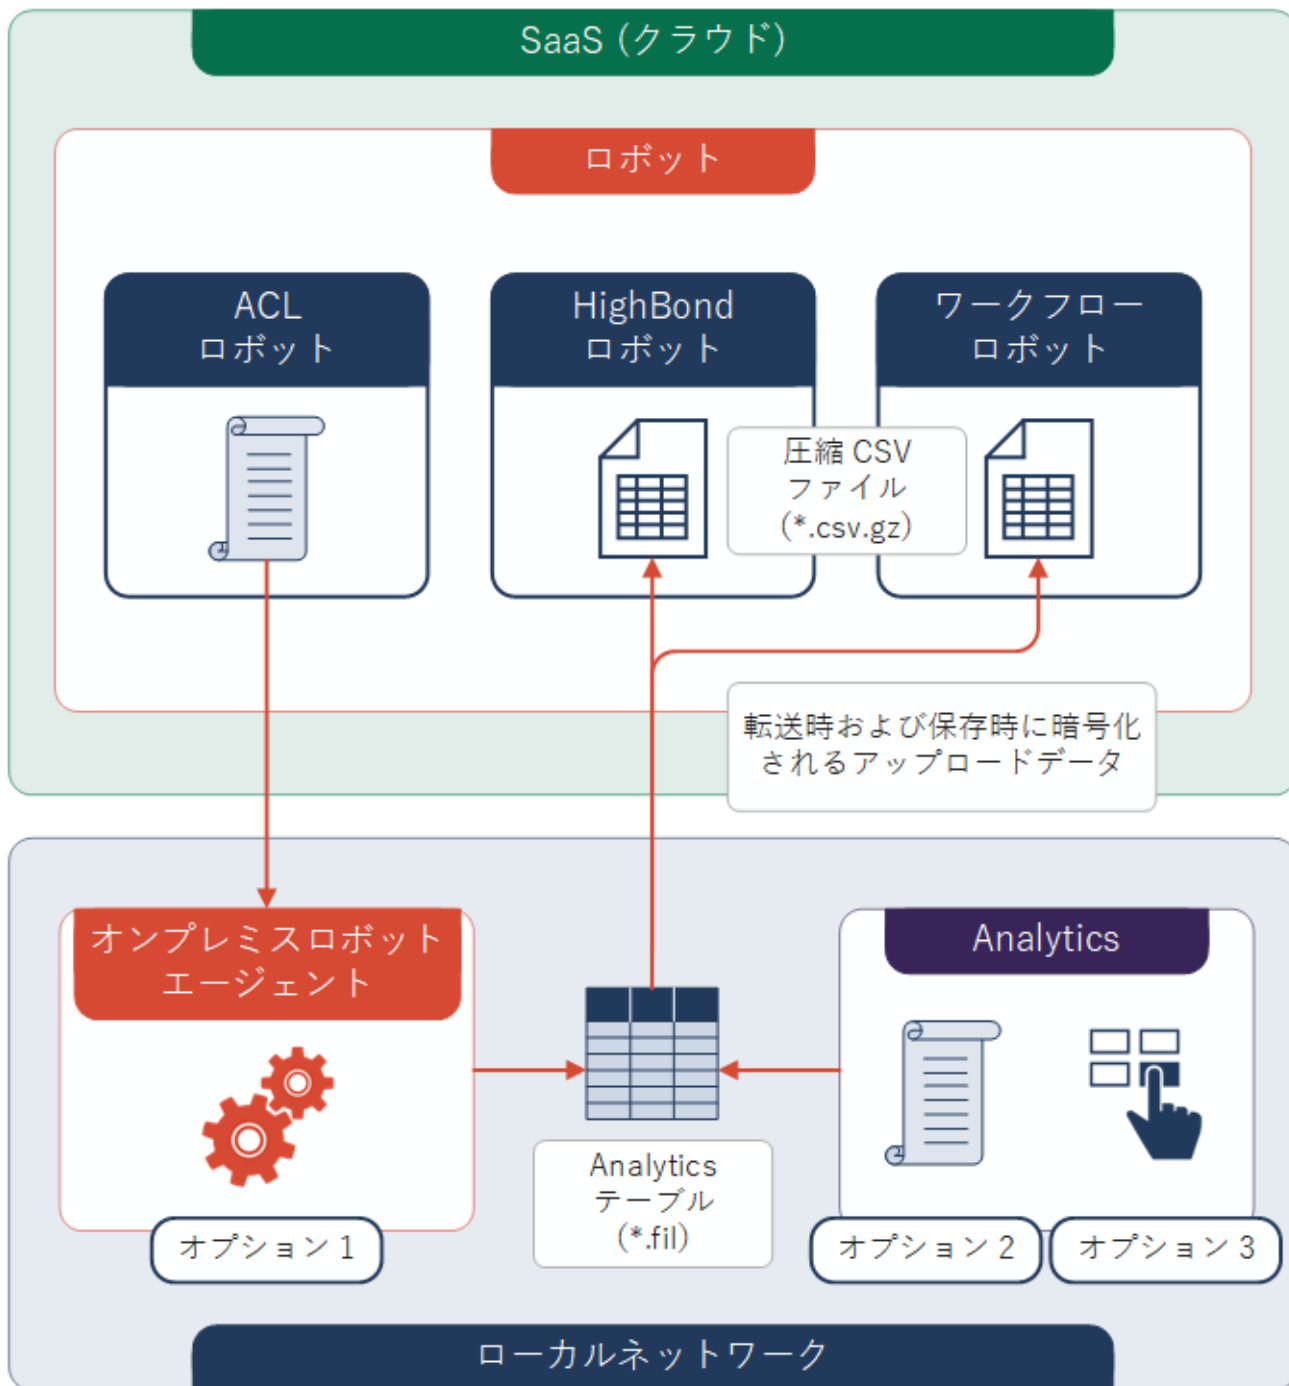 SaaS (クラウド)
ロボット
ACL
ロボット
HighBond
ロボット
ワークフロー
ロボット
圧縮 CSV
ファイル
(*.csv.gz)
転送時および保存時に暗号化
されるアップロードデータ
オンプレミスロボット
エージェント
Analytics
Analytics
テーブル
(*.fil)
オプション 1
オプション 2
オプション 3
ローカルネットワーク